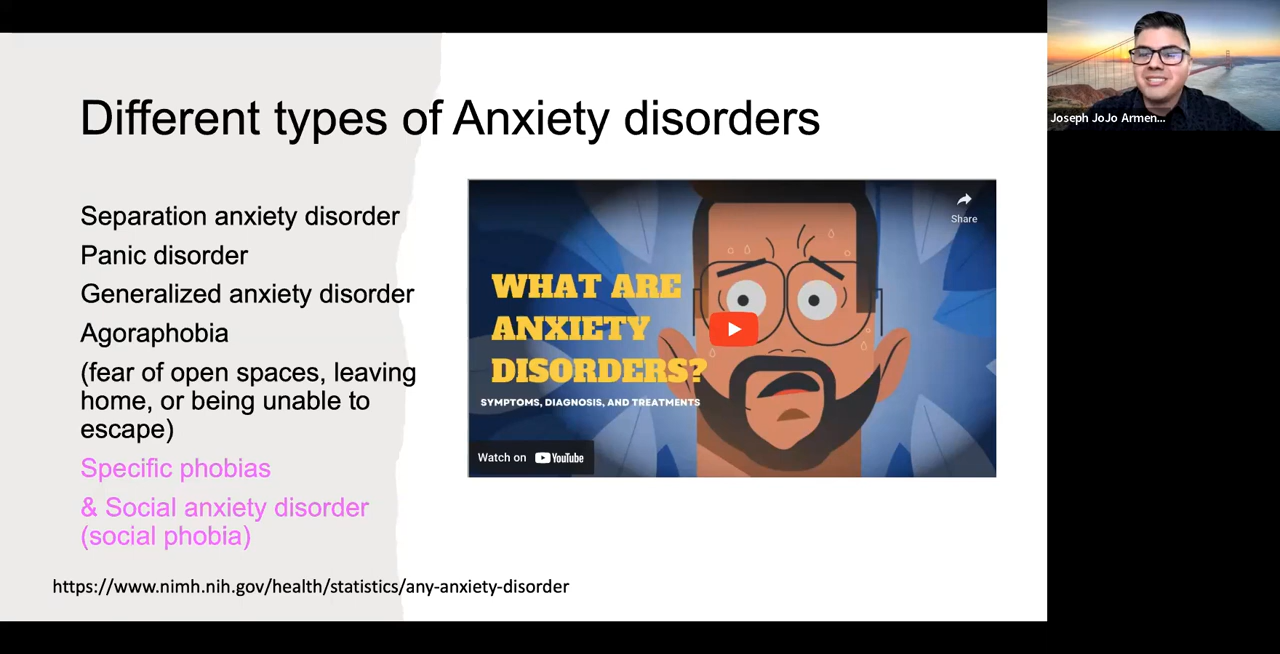 Different types of Anxiety disorders
Separation anxiety disorder
Panic disorder
Generalized anxiety disorder
Agoraphobia
(fear of open spaces, leaving
home, or being unable to
escape)
Specific phobias
& Social anxiety disorder
(social phobia)
https://www.nimh.nih.gov/health/statistics/any-anxiety-disorder
Share
WHAT ARE
ANXIETY
DISORDERS?
SYMPTOMS, DIAGNOSIS, AND TREATMENTS
Watch on YouTube
Joseph JoJo Armen...